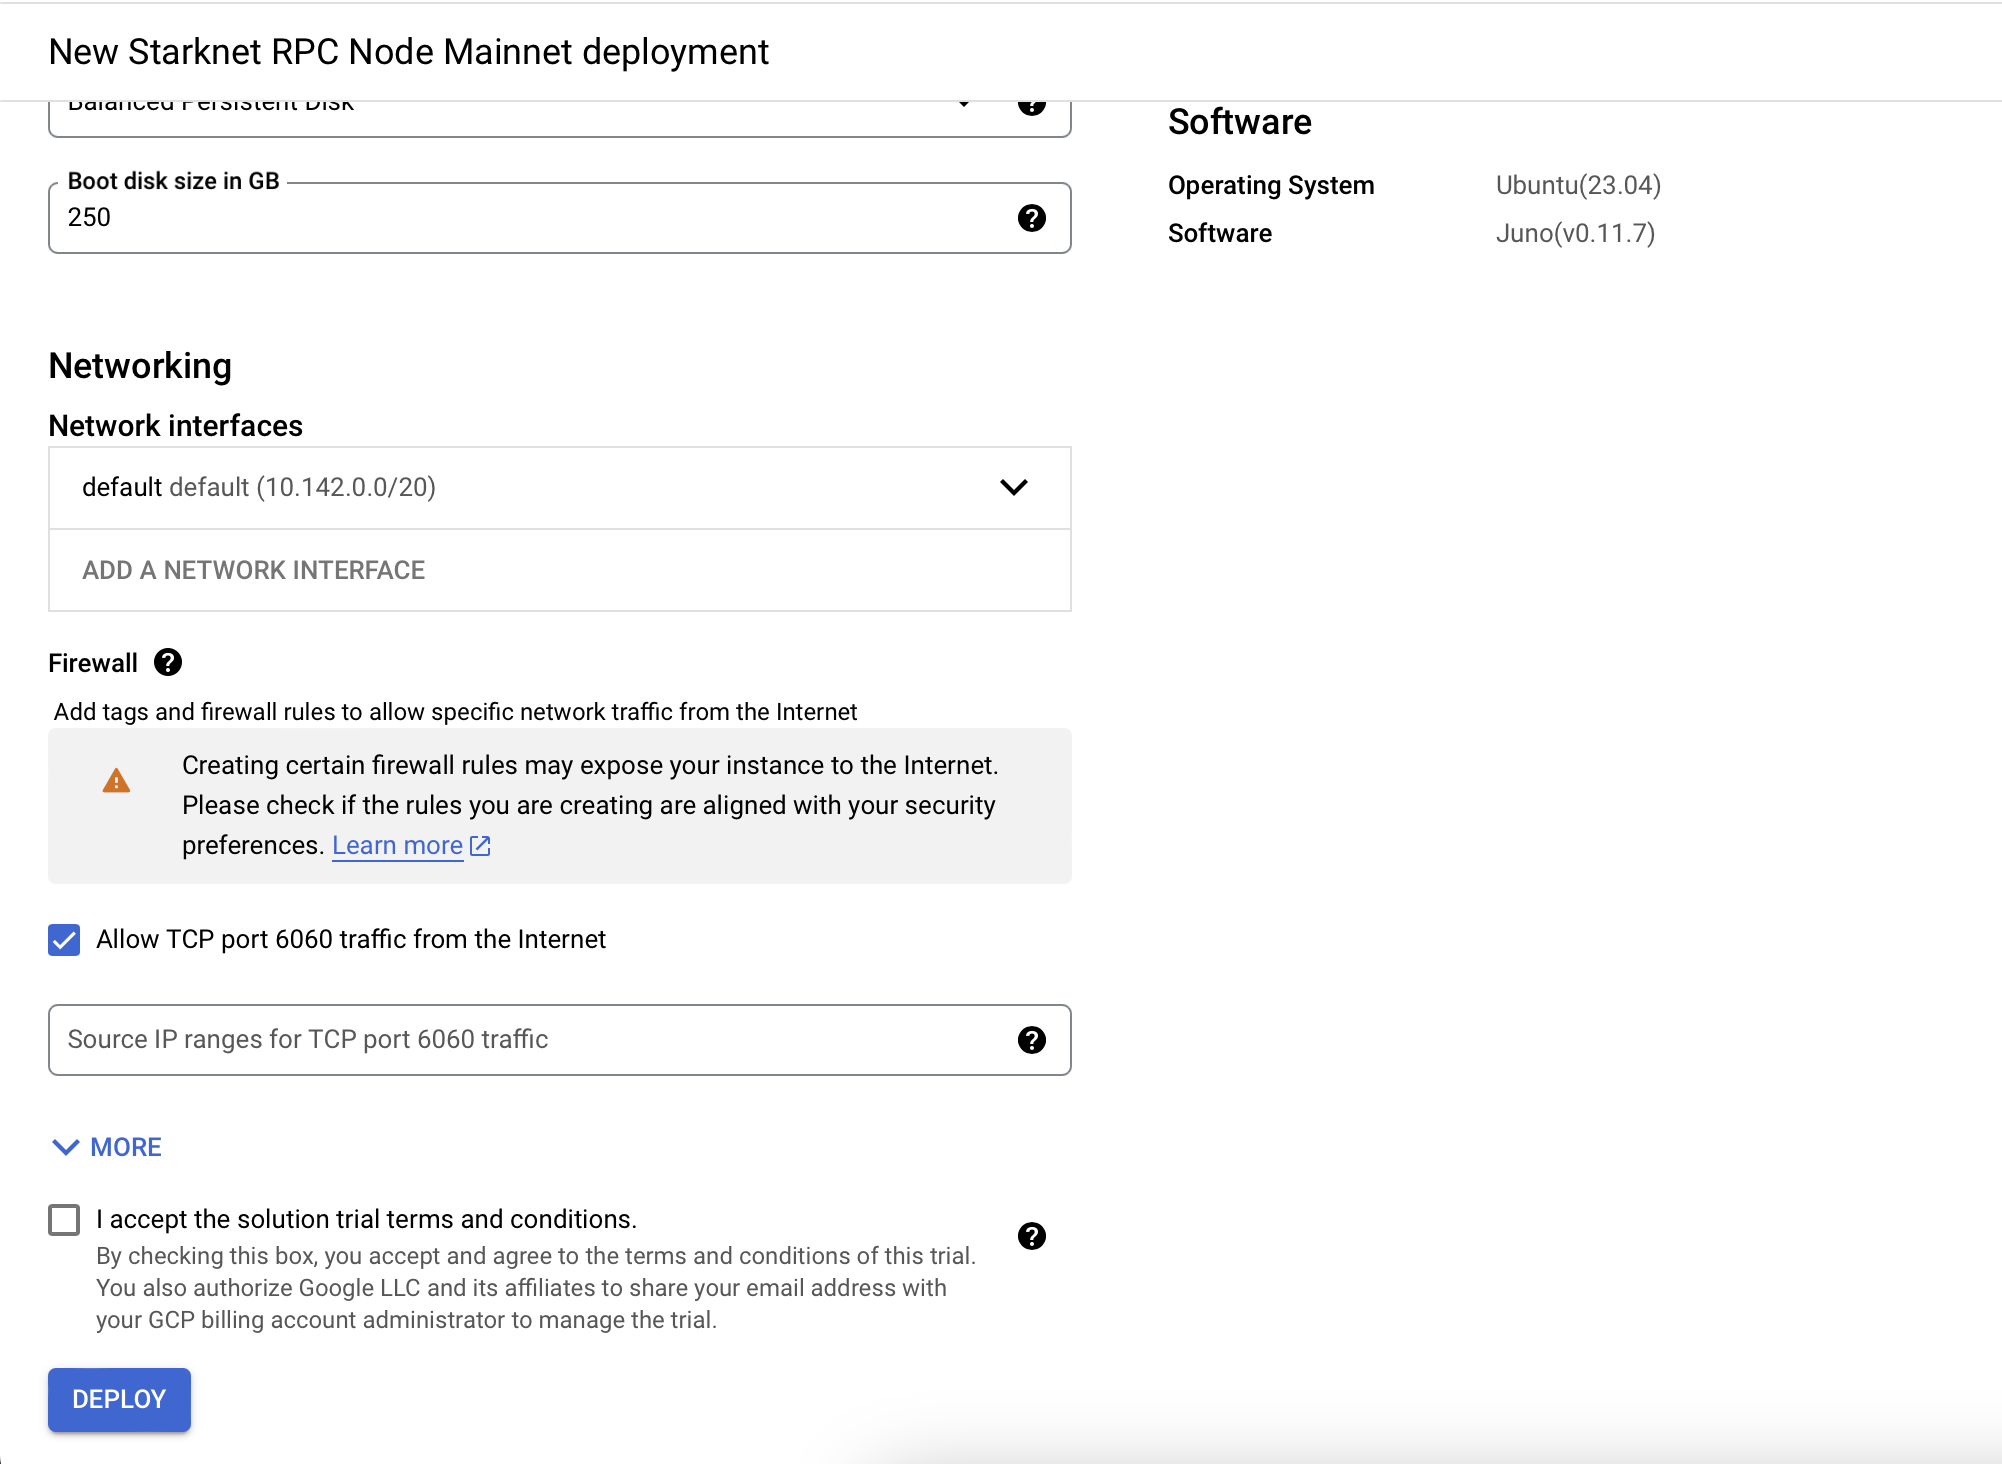 New Starknet RPC Node Mainnet deployment
Balanced Persistent Disk
Boot disk size in GB
250
Networking
Network interfaces
default default (10.142.0.0/20)
ADD A NETWORK INTERFACE
Firewall
Add tags and firewall rules to allow specific network traffic from the Internet
Creating certain firewall rules may expose your instance to the Internet.
Please check if the rules you are creating are aligned with your security
preferences. Learn more
Allow TCP port 6060 traffic from the Internet
Source IP ranges for TCP port 6060 traffic
MORE
I accept the solution trial terms and conditions.
By checking this box, you accept and agree to the terms and conditions of this trial.
You also authorize Google LLC and its affiliates to share your email address with
your GCP billing account administrator to manage the trial.
DEPLOY
Software
Operating System Ubuntu(23.04)
Software Juno(v0.11.7)